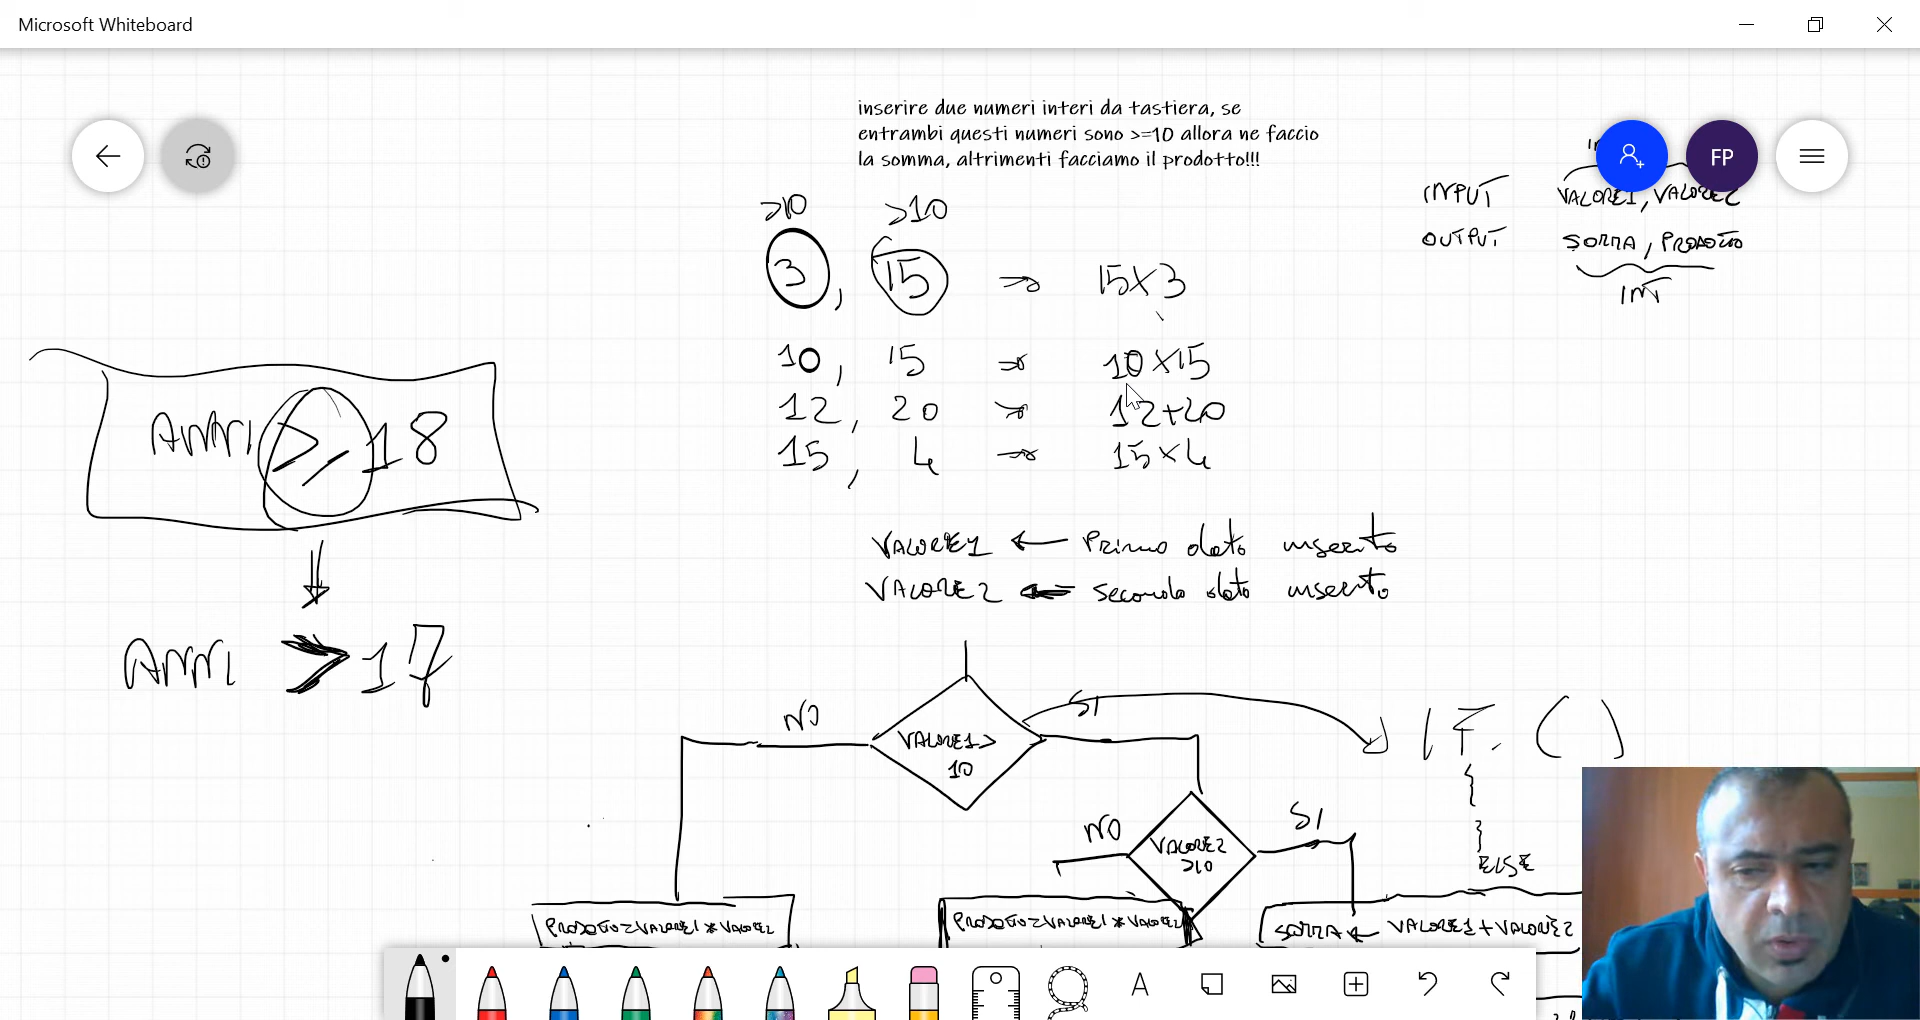 Microsoft Whiteboard
inserire due numeri interi da tastiera, se
entrambi questi numeri sono >=10 allora ne faccio
la somma, altrimenti facciamo il prodotto!!!
FP
INPUT VALORE1, VALORE2
OUTPUT SOMMA, PRODOTTO
INT
>10 >10
3, 15 => 15X3
10, 15 => 10X15
12, 20 => 12+20
15, 4 => 15X4
ANNI >= 18
ANNI > 17
VALORE1 <- Primo dato inserito
VALORE2 <- secondo dato inserito
NO VALORE1> 10 SI
IF ( )
{
}
ELSE
NO VALORE2 >10 SI
PRODOTTO=VALORE1*VALORE2
PRODOTTO=VALORE1*VALORE2
SOMMA <- VALORE1+VALORE2
A